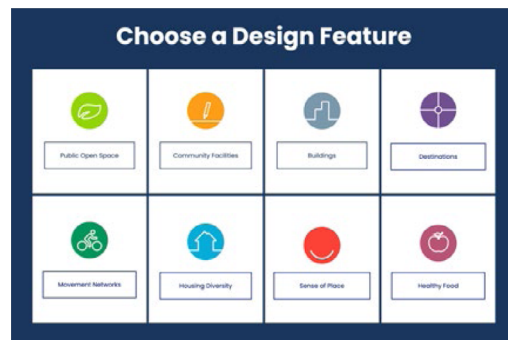 Choose a Design Feature
Public Open Space
Community Facilities
Buildings
Destinations
Movement Networks
Housing Diversity
Sense of Place
Healthy Food